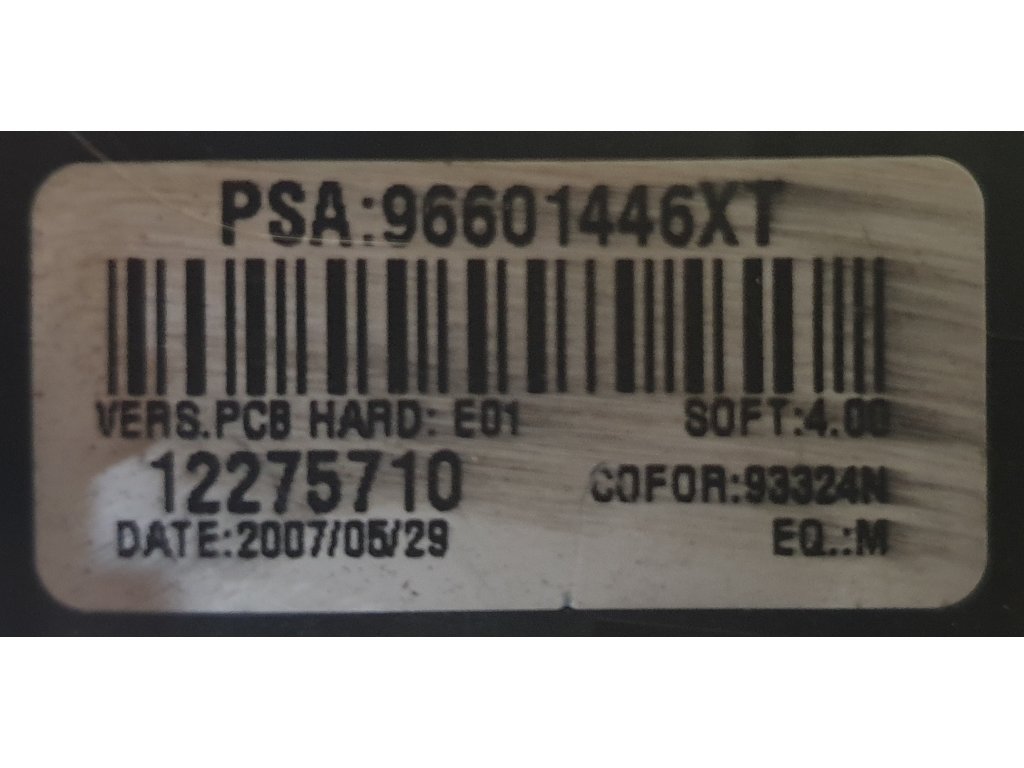 PSA:96601446XT
VERS.PCB HARD: E01 SOFT:4.00
12275710 COFOR:93324N
DATE:2007/05/29 EQ.:M